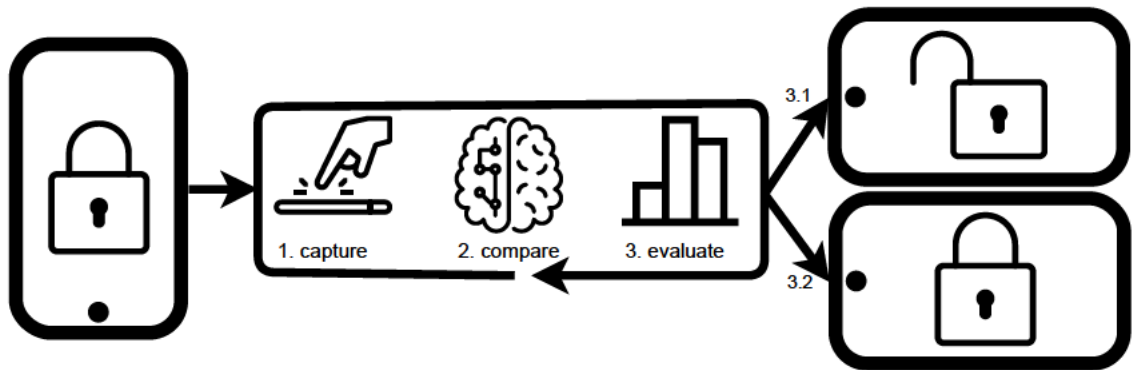 3.1
1. capture
2. compare
3. evaluate
3.2